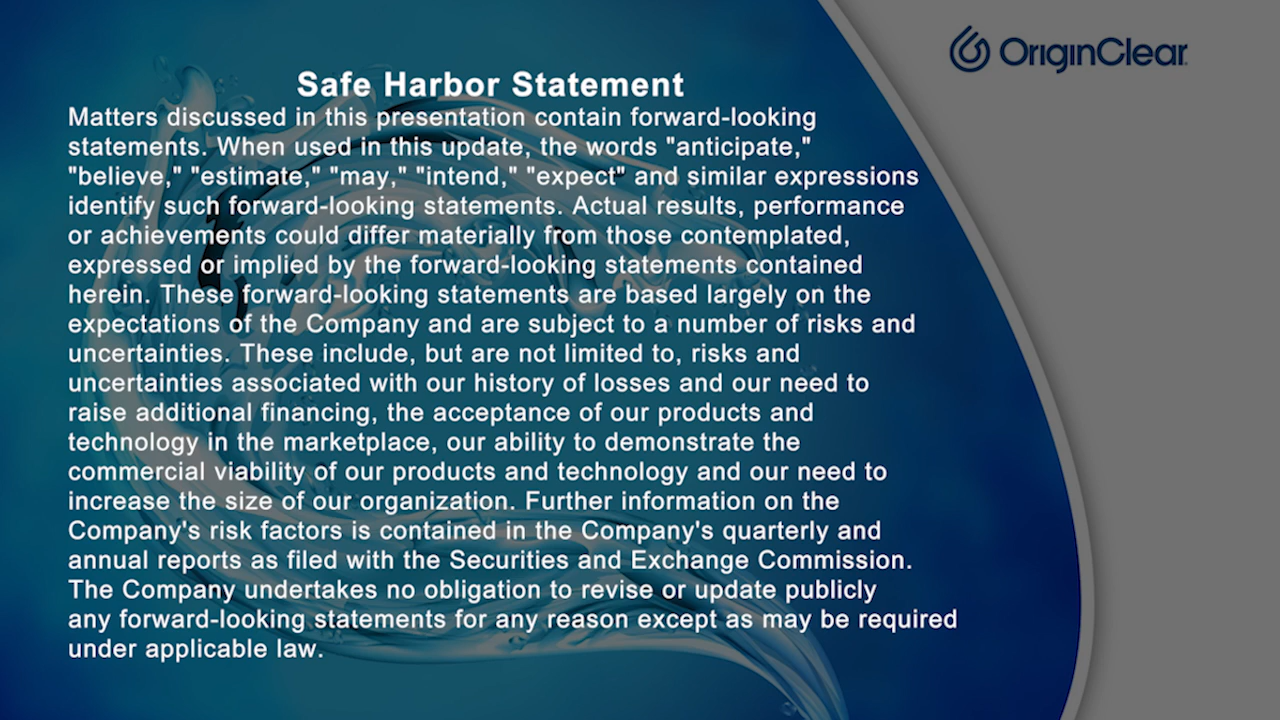 OriginClear
Safe Harbor Statement
Matters discussed in this presentation contain forward-looking
statements. When used in this update, the words "anticipate,"
"believe," "estimate," "may," "intend," "expect" and similar expressions
identify such forward-looking statements. Actual results, performance
or achievements could differ materially from those contemplated,
expressed or implied by the forward-looking statements contained
herein. These forward-looking statements are based largely on the
expectations of the Company and are subject to a number of risks and
uncertainties. These include, but are not limited to, risks and
uncertainties associated with our history of losses and our need to
raise additional financing, the acceptance of our products and
technology in the marketplace, our ability to demonstrate the
commercial viability of our products and technology and our need to
increase the size of our organization. Further information on the
Company's risk factors is contained in the Company's quarterly and
annual reports as filed with the Securities and Exchange Commission.
The Company undertakes no obligation to revise or update publicly
any forward-looking statements for any reason except as may be required
under applicable law.